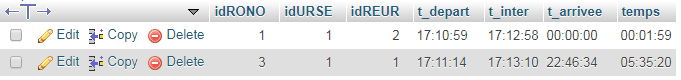 idRONO idURSE idREUR t_depart t_inter t_arrivee temps
Edit Copy Delete 1 1 2 17:10:59 17:12:58 00:00:00 00:01:59
Edit Copy Delete 3 1 1 17:11:14 17:13:10 22:46:34 05:35:20